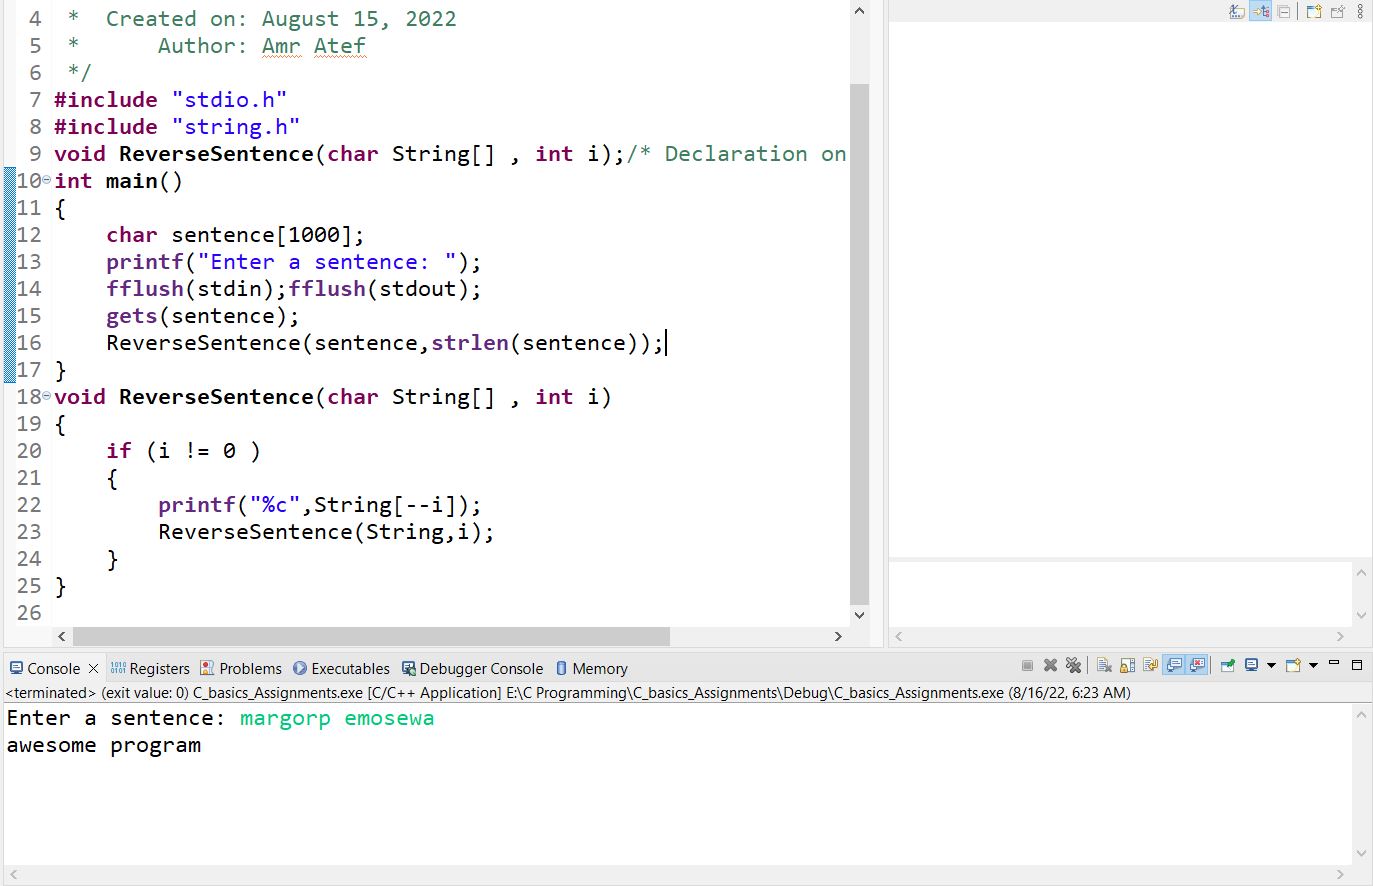 4 *  Created on: August 15, 2022
5 *      Author: Amr Atef
6 */
7 #include "stdio.h"
8 #include "string.h"
9 void ReverseSentence(char String[] , int i);/* Declaration on
10 int main()
11 {
12     char sentence[1000];
13     printf("Enter a sentence: ");
14     fflush(stdin);fflush(stdout);
15     gets(sentence);
16     ReverseSentence(sentence,strlen(sentence));
17 }
18 void ReverseSentence(char String[] , int i)
19 {
20     if (i != 0 )
21     {
22         printf("%c",String[--i]);
23         ReverseSentence(String,i);
24     }
25 }
26
Console Registers Problems Executables Debugger Console Memory
<terminated> (exit value: 0) C_basics_Assignments.exe [C/C++ Application] E:\C Programming\C_basics_Assignments\Debug\C_basics_Assignments.exe (8/16/22, 6:23 AM)
Enter a sentence: margorp emosewa
awesome program